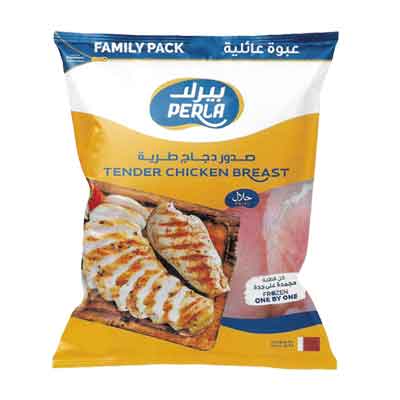 FAMILY PACK عبوة عائلية
بيرلا
PERLA
صدور دجاج طرية
TENDER CHICKEN BREAST
حلال
كل قطعة
مجمدة على حدة
FROZEN
ONE BY ONE